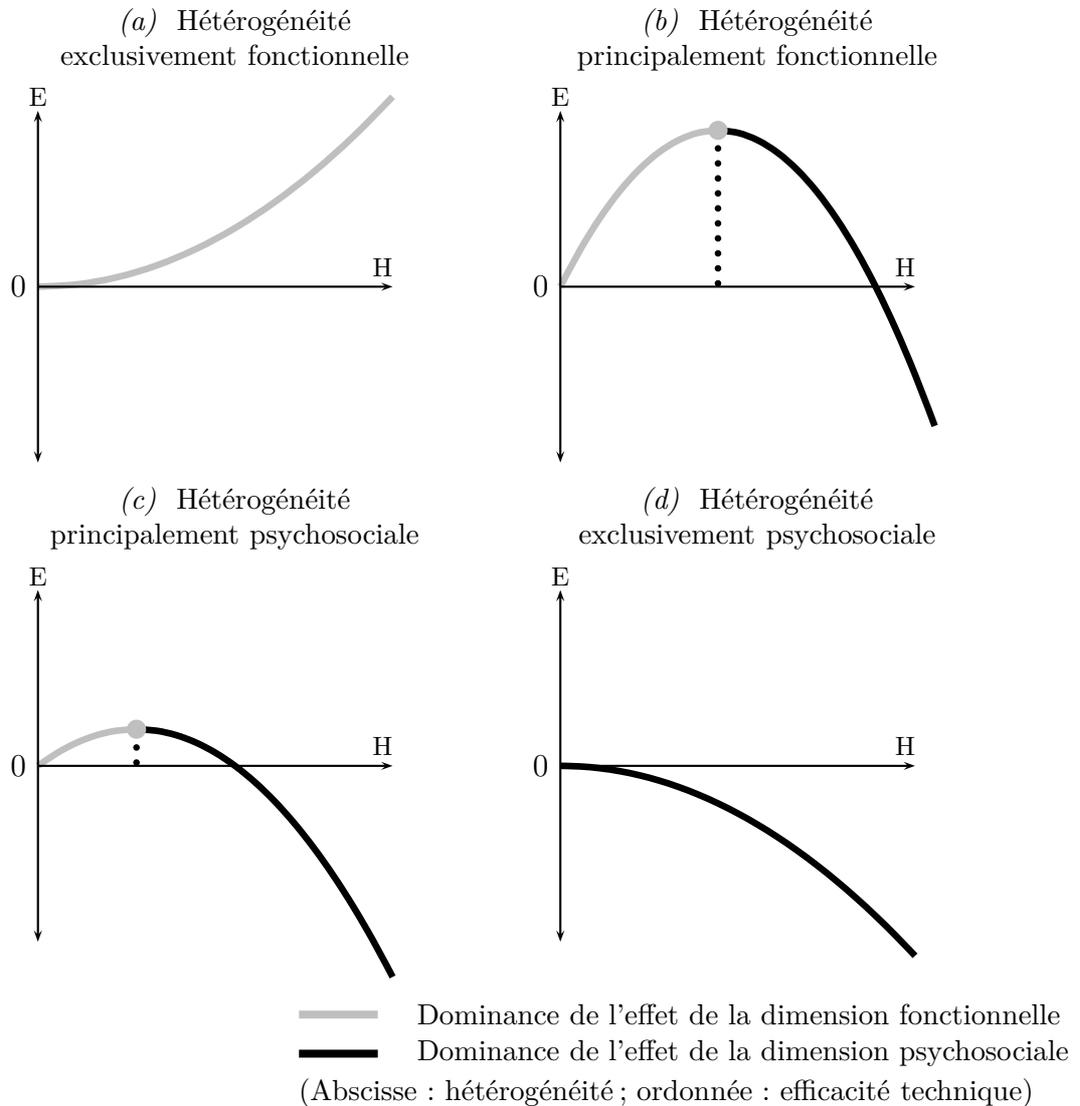 (a) Hétérogénéité
exclusivement fonctionnelle
E
H
0
(b) Hétérogénéité
principalement fonctionnelle
E
H
0
(c) Hétérogénéité
principalement psychosociale
E
H
0
(d) Hétérogénéité
exclusivement psychosociale
E
H
0
Dominance de l'effet de la dimension fonctionnelle
Dominance de l'effet de la dimension psychosociale
(Abscisse : hétérogénéité ; ordonnée : efficacité technique)